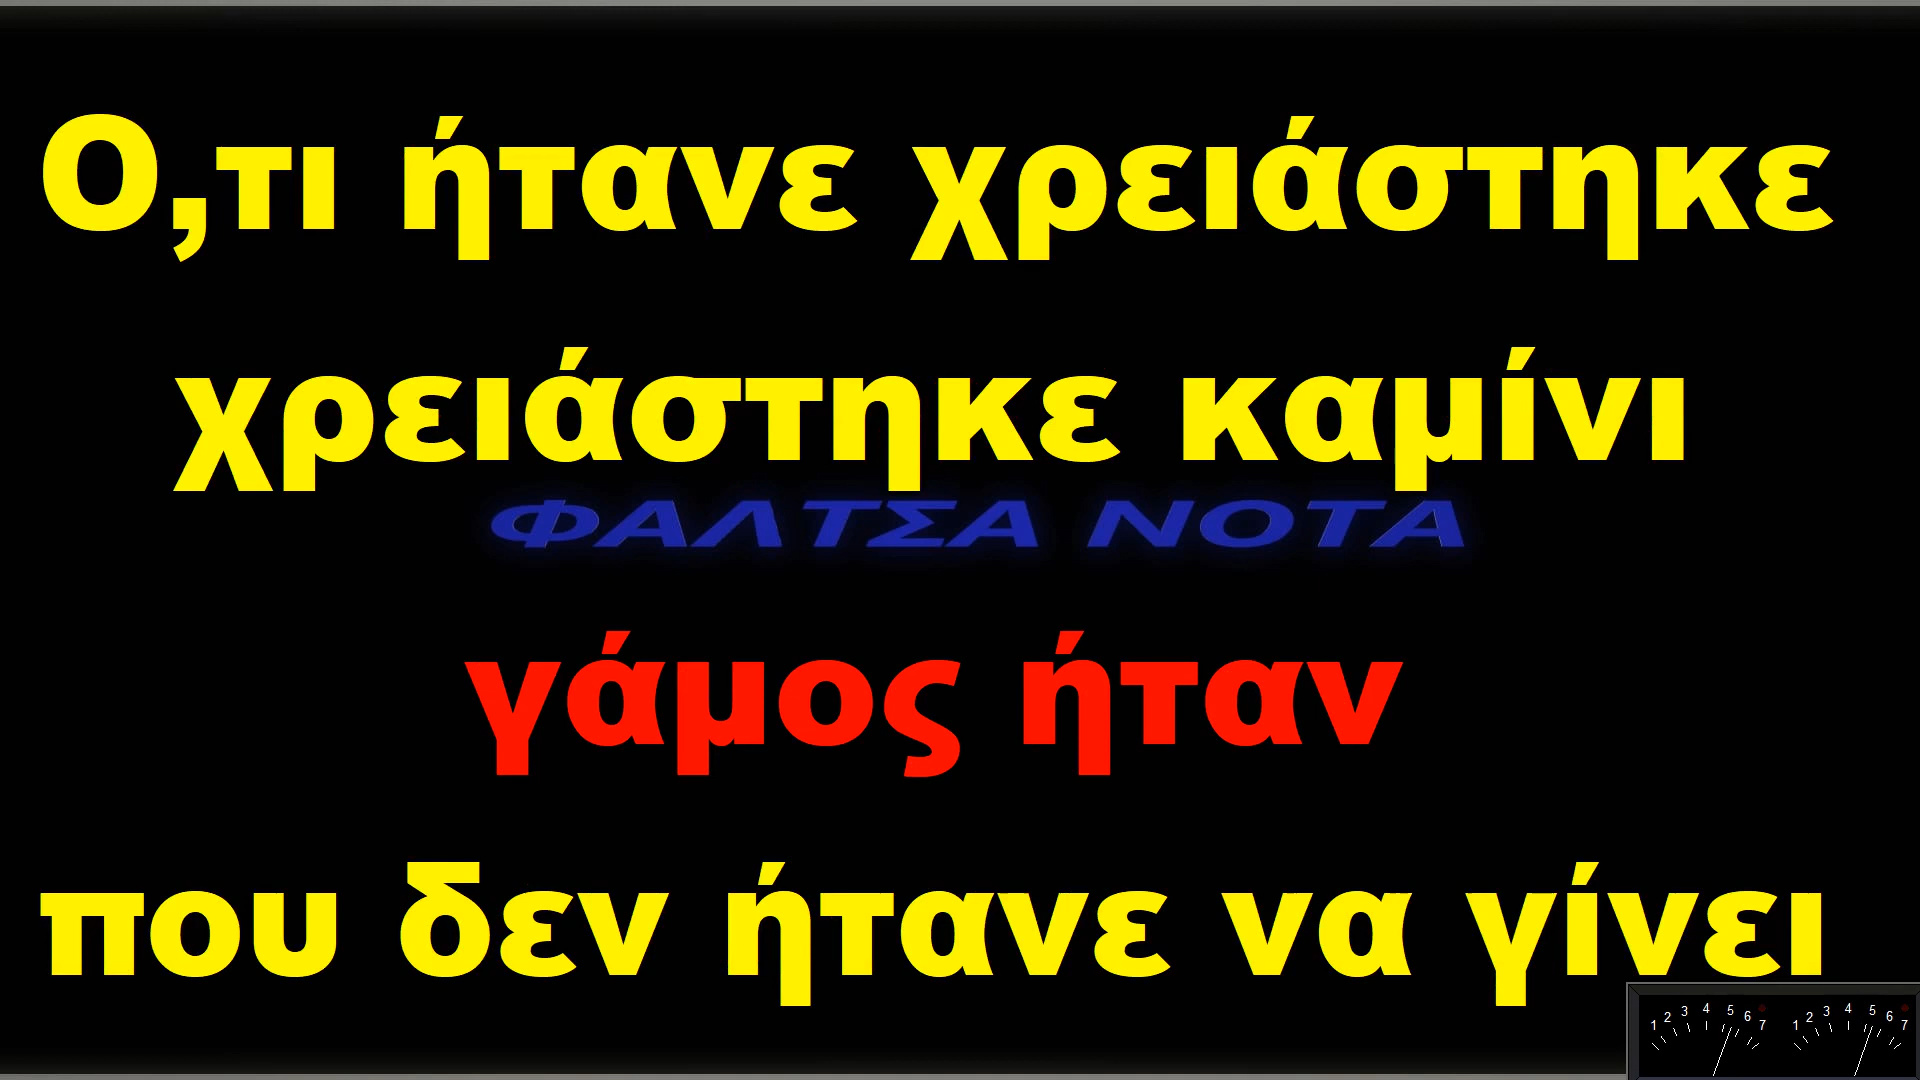 Ο,τι ήτανε χρειάστηκε
χρειάστηκε καμίνι
ΦΑΛΤΣΑ ΝΟΤΑ
γάμος ήταν
που δεν ήτανε να γίνει
1 2 3 4 5 6 7 1 2 3 4 5 6 7